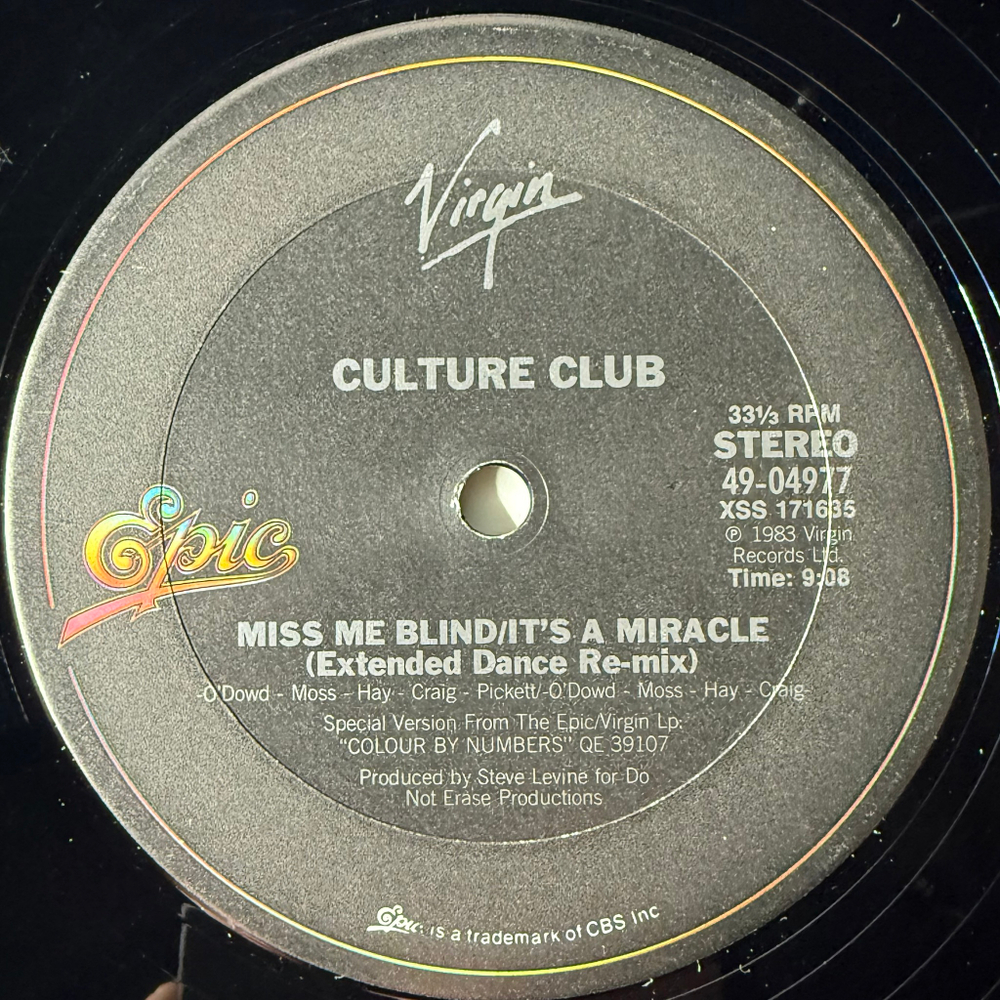 Virgin
CULTURE CLUB
33⅓ RPM
STEREO
49-04977
XSS 171635
℗ 1983 Virgin
Records Ltd.
Time: 9:08
Epic
MISS ME BLIND/IT'S A MIRACLE
(Extended Dance Re-mix)
-O'Dowd - Moss - Hay - Craig - Pickett/-O'Dowd - Moss - Hay - Craig-
Special Version From The Epic/Virgin Lp:
"COLOUR BY NUMBERS" QE 39107
Produced by Steve Levine for Do
Not Erase Productions
Epic, is a trademark of CBS Inc